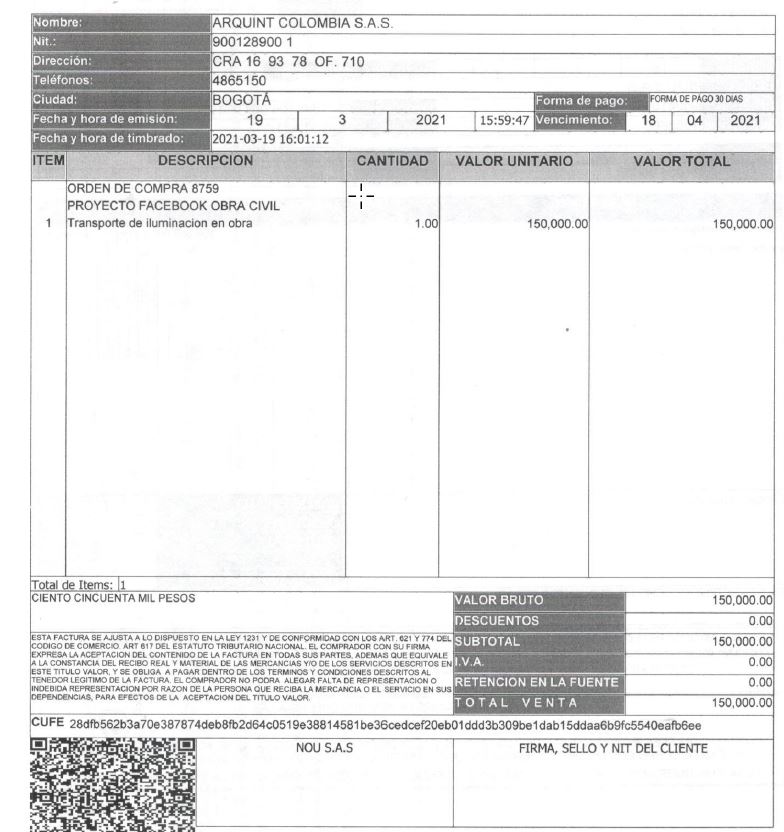 Nombre: ARQUINT COLOMBIA S.A.S.
Nit.: 900128900 1
Dirección: CRA 16 93 78 OF. 710
Teléfonos: 4865150
Ciudad: BOGOTÁ Forma de pago: FORMA DE PAGO 30 DIAS
Fecha y hora de emisión: 19 3 2021 15:59:47 Vencimiento: 18 04 2021
Fecha y hora de timbrado: 2021-03-19 16:01:12
ITEM DESCRIPCION CANTIDAD VALOR UNITARIO VALOR TOTAL
ORDEN DE COMPRA 8759
PROYECTO FACEBOOK OBRA CIVIL
1 Transporte de iluminacion en obra 1.00 150,000.00 150,000.00
Total de Items: 1
CIENTO CINCUENTA MIL PESOS
VALOR BRUTO 150,000.00
DESCUENTOS 0.00
SUBTOTAL 150,000.00
I.V.A. 0.00
RETENCION EN LA FUENTE 0.00
TOTAL VENTA 150,000.00
ESTA FACTURA SE AJUSTA A LO DISPUESTO EN LA LEY 1231 Y DE CONFORMIDAD CON LOS ART. 621 Y 774 DEL
CODIGO DE COMERCIO. ART 617 DEL ESTATUTO TRIBUTARIO NACIONAL. EL COMPRADOR CON SU FIRMA
EXPRESA LA ACEPTACION DEL CONTENIDO DE LA FACTURA EN TODAS SUS PARTES, ADEMAS QUE EQUIVALE
A LA CONSTANCIA DEL RECIBO REAL Y MATERIAL DE LAS MERCANCIAS Y/O DE LOS SERVICIOS DESCRITOS EN
ESTE TITULO VALOR, Y SE OBLIGA A PAGAR DENTRO DE LOS TERMINOS Y CONDICIONES DESCRITOS AL
TENEDOR LEGITIMO DE LA FACTURA. EL COMPRADOR NO PODRA ALEGAR FALTA DE REPRESENTACION O
INDEBIDA REPRESENTACION POR RAZON DE LA PERSONA QUE RECIBA LA MERCANCIA O EL SERVICIO EN SUS
DEPENDENCIAS, PARA EFECTOS DE LA ACEPTACION DEL TITULO VALOR.
CUFE 28dfb562b3a70e387874deb8fb2d64c0519e38814581be36cedcef20eb01ddd3b309be1dab15ddaa6b9fc5540eafb6ee
NOU S.A.S FIRMA, SELLO Y NIT DEL CLIENTE